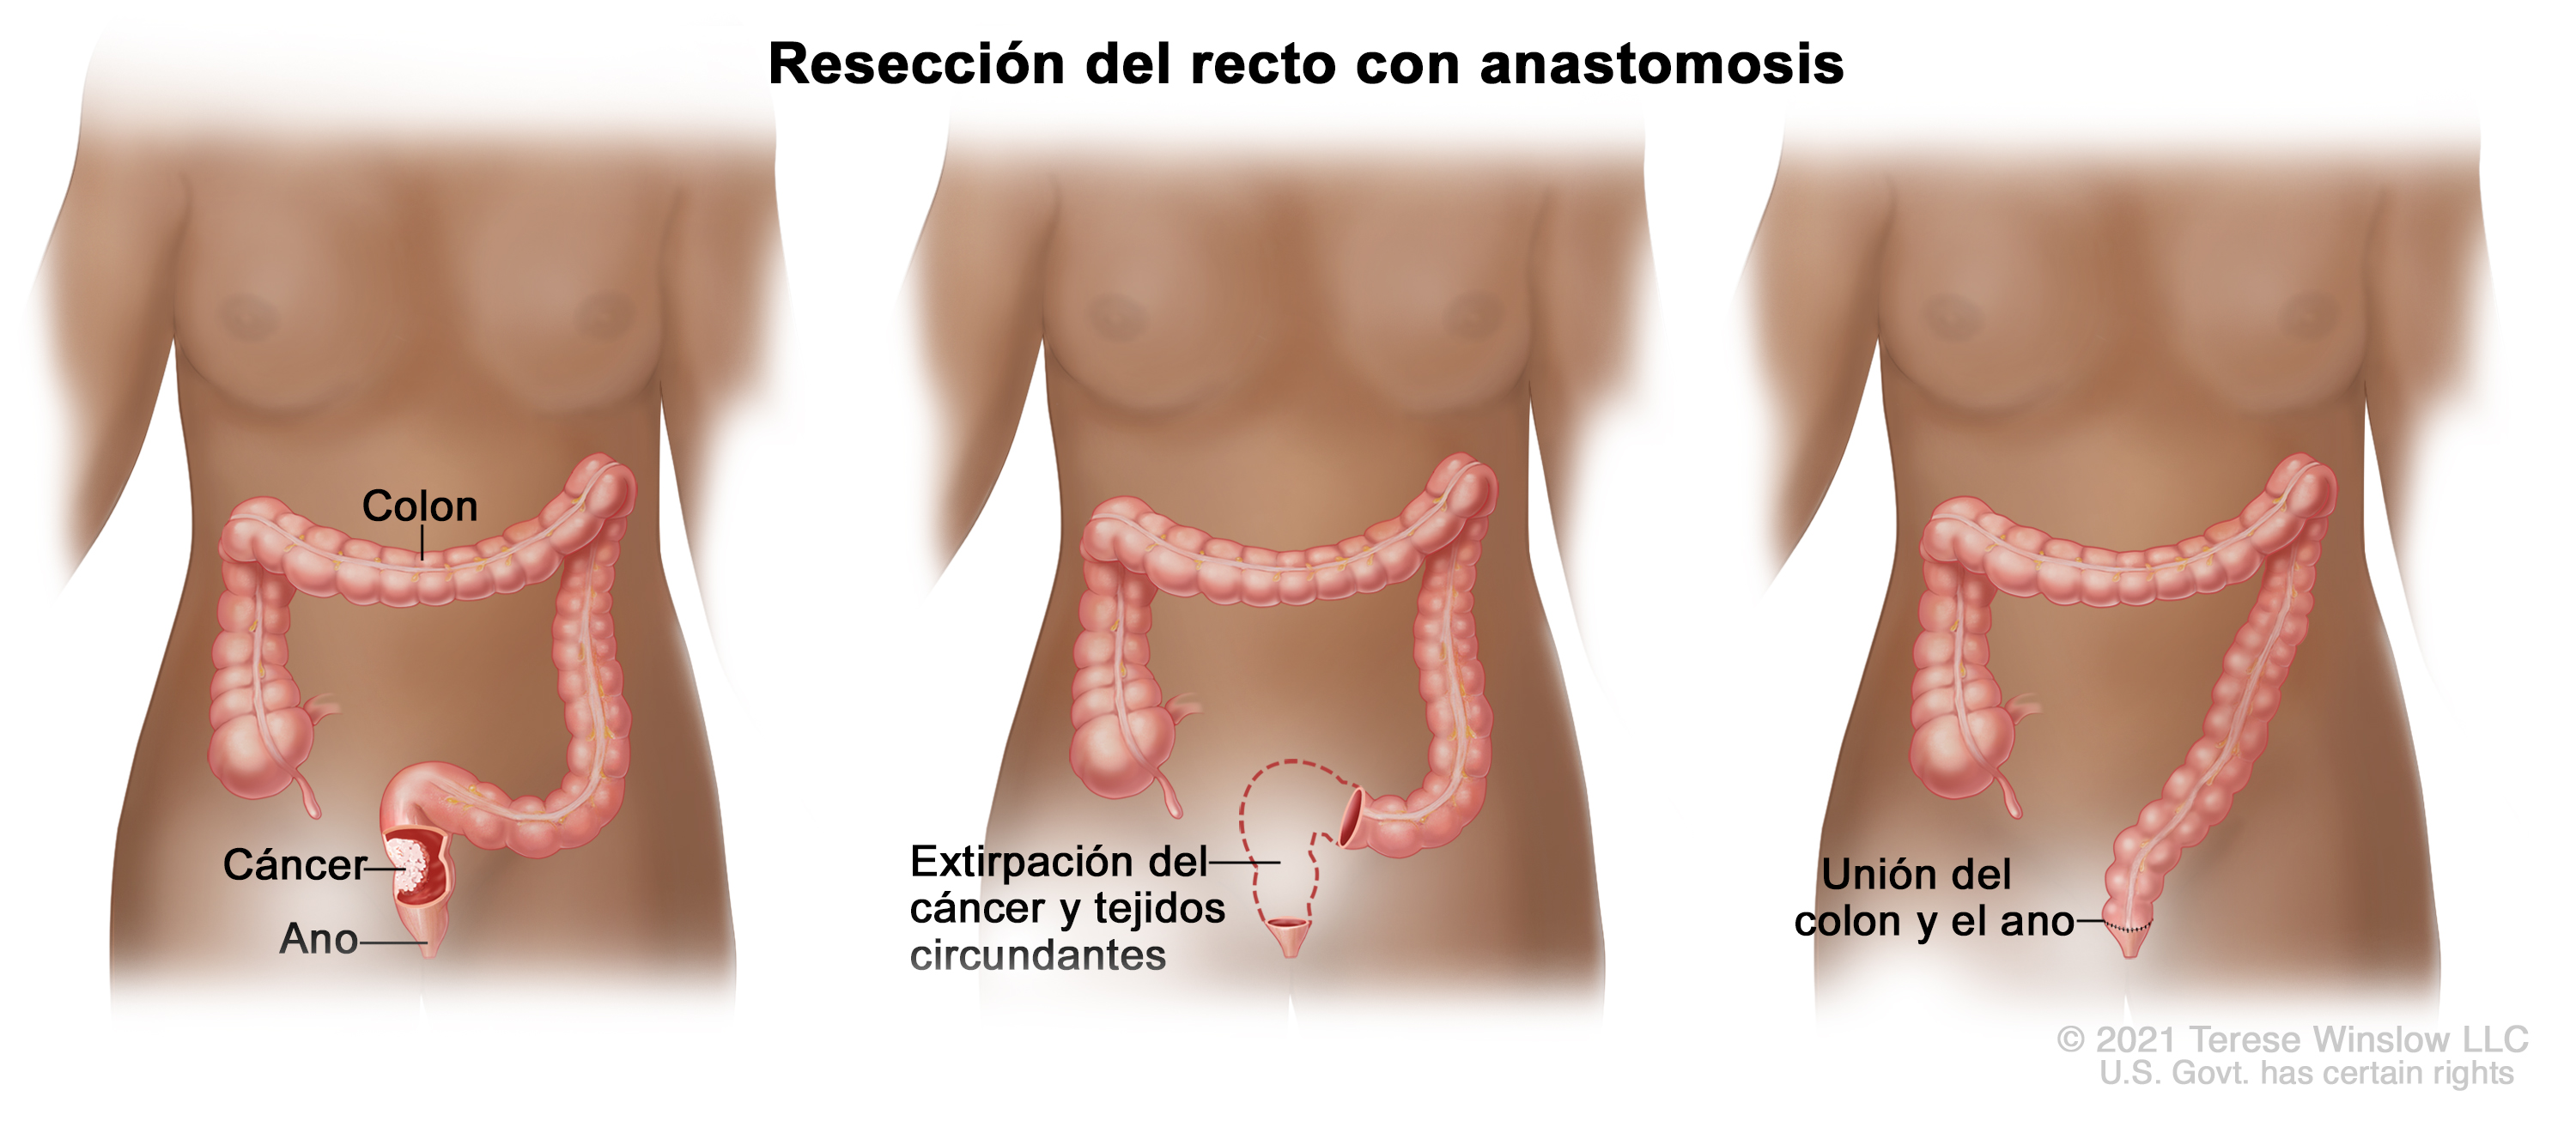 Resección del recto con anastomosis
Colon
Cáncer
Ano
Extirpación del
cáncer y tejidos
circundantes
Unión del
colon y el ano
© 2021 Terese Winslow LLC
U.S. Govt. has certain rights